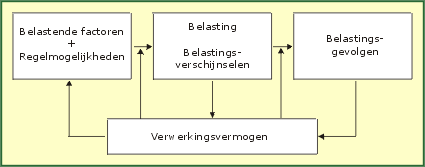 Belastende factoren
+
Regelmogelijkheden
Belasting
Belastings-
verschijnselen
Belastings-
gevolgen
Verwerkingsvermogen